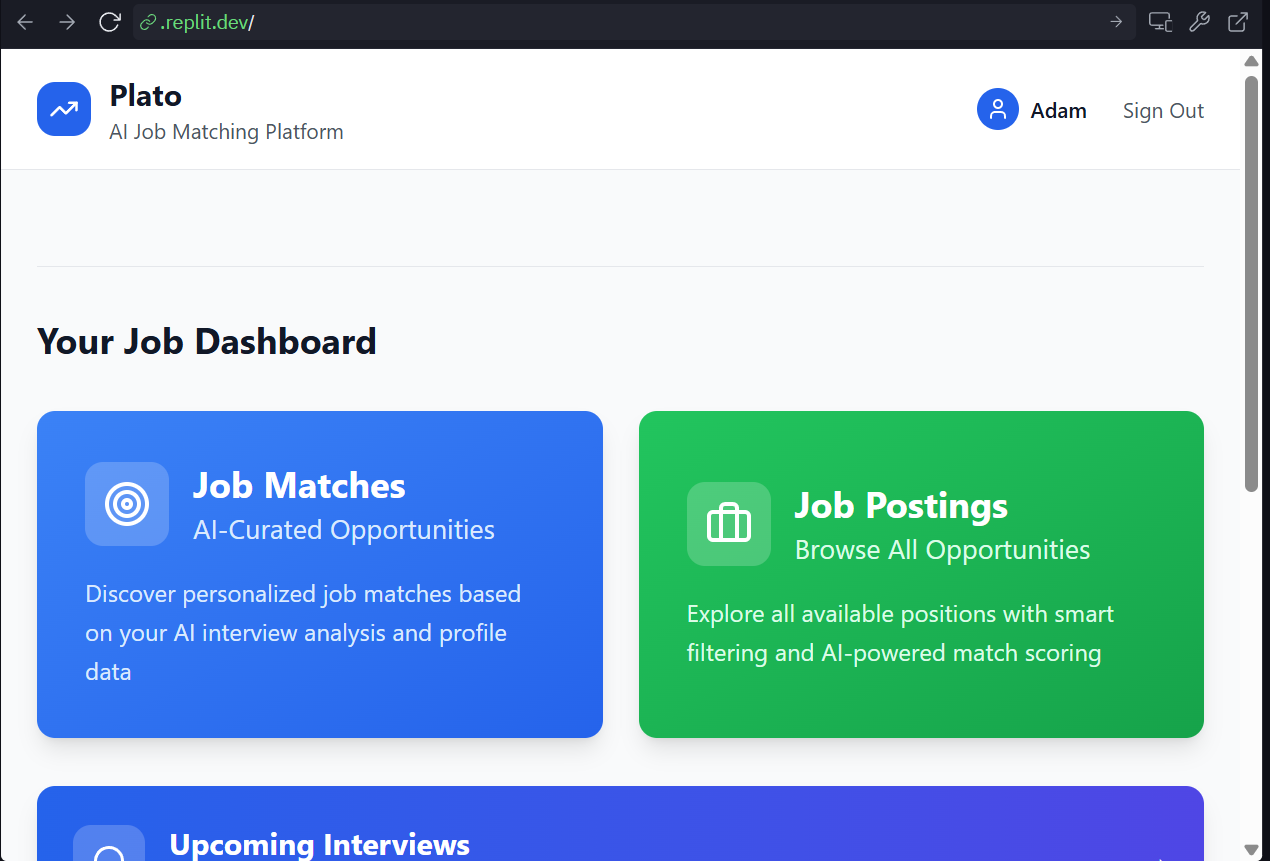 .replit.dev/
Plato
AI Job Matching Platform
Adam
Sign Out
Your Job Dashboard
Job Matches
AI-Curated Opportunities
Discover personalized job matches based
on your AI interview analysis and profile
data
Job Postings
Browse All Opportunities
Explore all available positions with smart
filtering and AI-powered match scoring
Upcoming Interviews